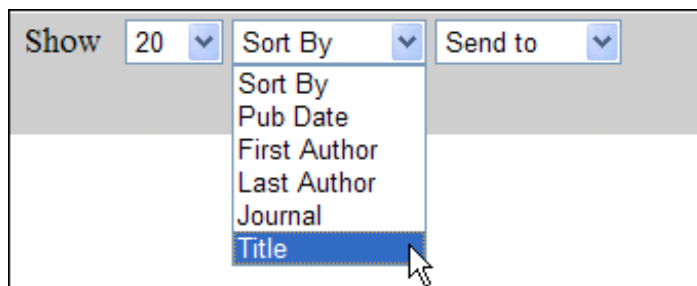 Show 20 Sort By Send to
Sort By
Pub Date
First Author
Last Author
Journal
Title